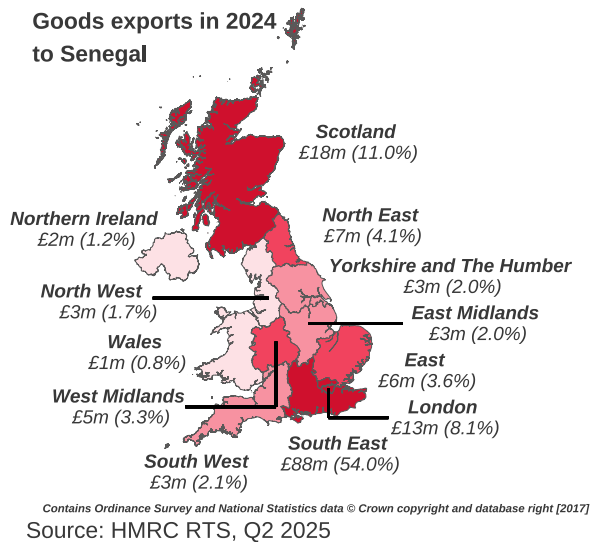 Goods exports in 2024
to Senegal
Scotland
£18m (11.0%)
Northern Ireland
£2m (1.2%)
North East
£7m (4.1%)
Yorkshire and The Humber
£3m (2.0%)
North West
£3m (1.7%)
East Midlands
£3m (2.0%)
Wales
£1m (0.8%)
East
£6m (3.6%)
West Midlands
£5m (3.3%)
London
£13m (8.1%)
South East
£88m (54.0%)
South West
£3m (2.1%)
Contains Ordinance Survey and National Statistics data © Crown copyright and database right [2017]
Source: HMRC RTS, Q2 2025